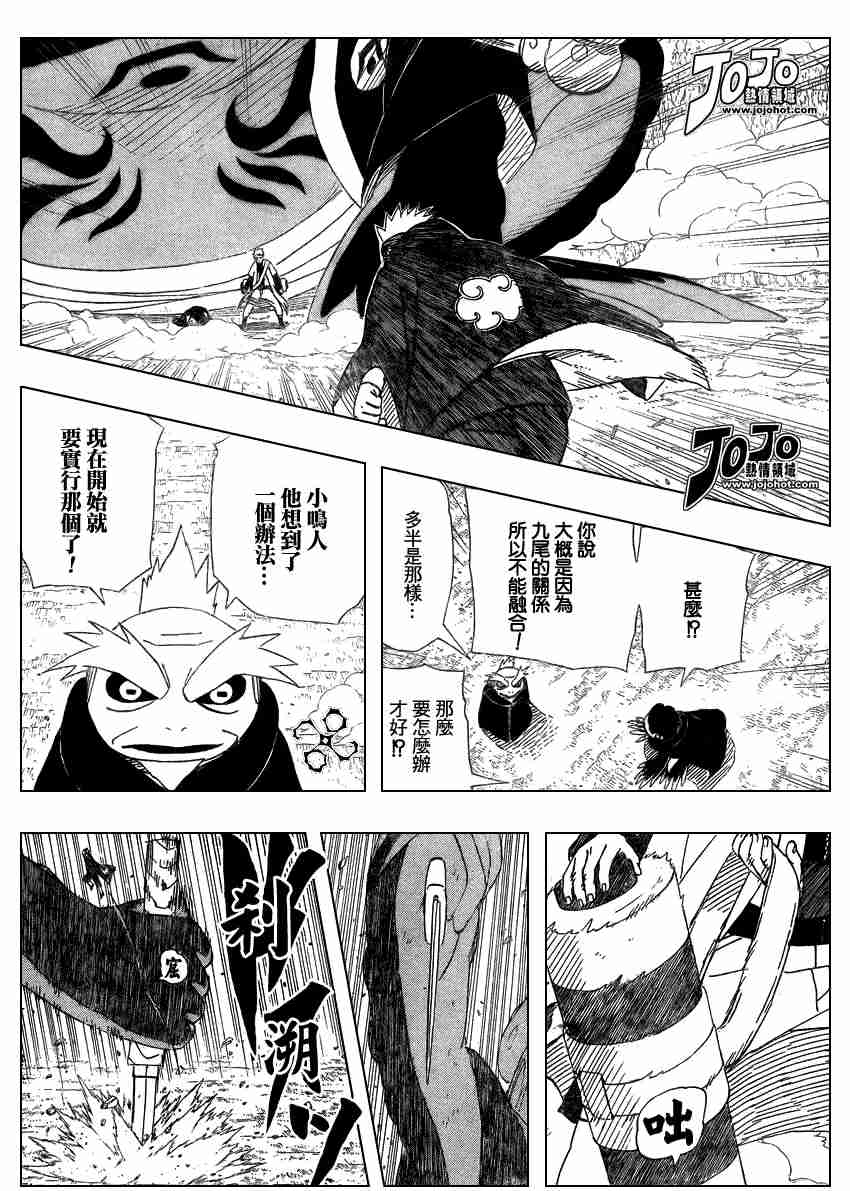 JOJO
熱情領域
www.jojohot.com
JOJO
熱情領域
www.jojohot.com
甚麼!?
你說
大概是因為
九尾的關係
所以不能融合！
多半是那樣…
那麼
要怎麼辦
才好!?
小鳴人
他想到了
一個辦法…
現在開始就
要實行那個了！
咄
刹
溯
窟